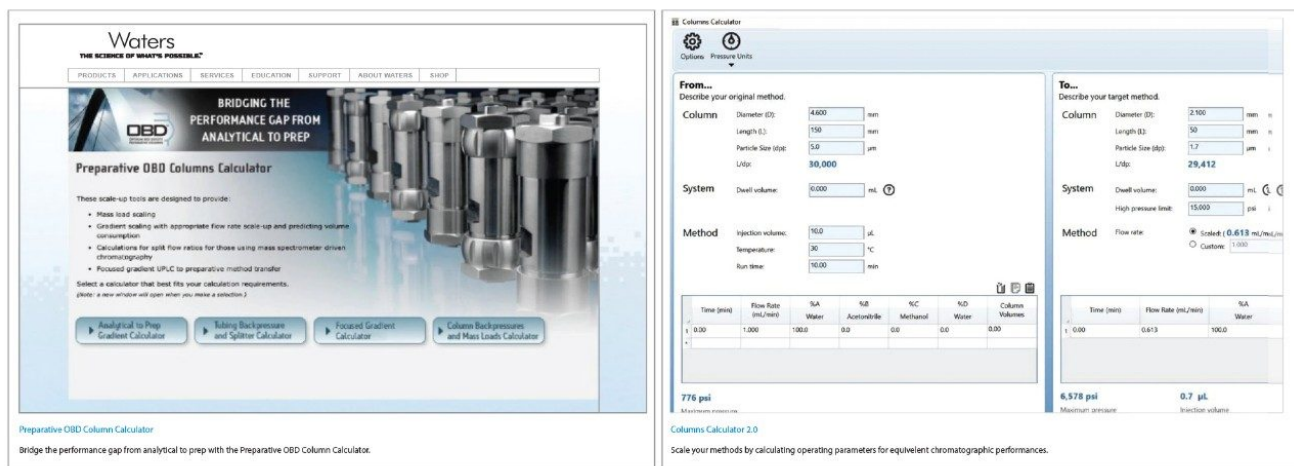 Waters
THE SCIENCE OF WHAT'S POSSIBLE.™
PRODUCTS APPLICATIONS SERVICES EDUCATION SUPPORT ABOUT WATERS SHOP
BRIDGING THE
PERFORMANCE GAP FROM
ANALYTICAL TO PREP
OBD
Preparative OBD Columns Calculator
These scale-up tools are designed to provide:
• Mass load scaling
• Gradient scaling with appropriate flow rate scale-up and predicting volume
consumption
• Calculations for split flow ratios for those using mass spectrometer driven
chromatography
• Focused gradient UPLC to preparative method transfer
Select a calculator that best fits your calculation requirements.
(Note: a new window will open when you make a selection.)
Analytical to Prep
Gradient Calculator
Tubing Backpressure
and Splitter Calculator
Focused Gradient
Calculator
Column Backpressures
and Mass Loads Calculator
Preparative OBD Column Calculator
Bridge the performance gap from analytical to prep with the Preparative OBD Column Calculator.
Columns Calculator
Options Pressure Units
From...
Describe your original method.
Column Diameter (D): 4.600 mm
Length (L): 150 mm
Particle Size (dp): 5.0 µm
L/dp: 30,000
System Dwell volume: 0.000 mL ?
Method Injection volume: 10.0 µL
Temperature: 30 °C
Run time: 10.00 min
Time (min) Flow Rate (mL/min) %A Water %B Acetonitrile %C Methanol %D Water Column Volumes
1 0.00 1.000 100.0 0.0 0.0 0.0 0.00
776 psi
Maximum pressure
To...
Describe your target method.
Column Diameter (D): 2.100 mm
Length (L): 50 mm
Particle Size (dp): 1.7 µm
L/dp: 29,412
System Dwell volume: 0.000 mL
High pressure limit: 15,000 psi
Method Flow rate: Scaled: ( 0.613 mL/min
Custom: 1.000
Time (min) Flow Rate (mL/min) %A Water
1 0.00 0.613 100.0
6,578 psi 0.7 µL
Maximum pressure Injection volume
Columns Calculator 2.0
Scale your methods by calculating operating parameters for equivelent chromatographic performances.